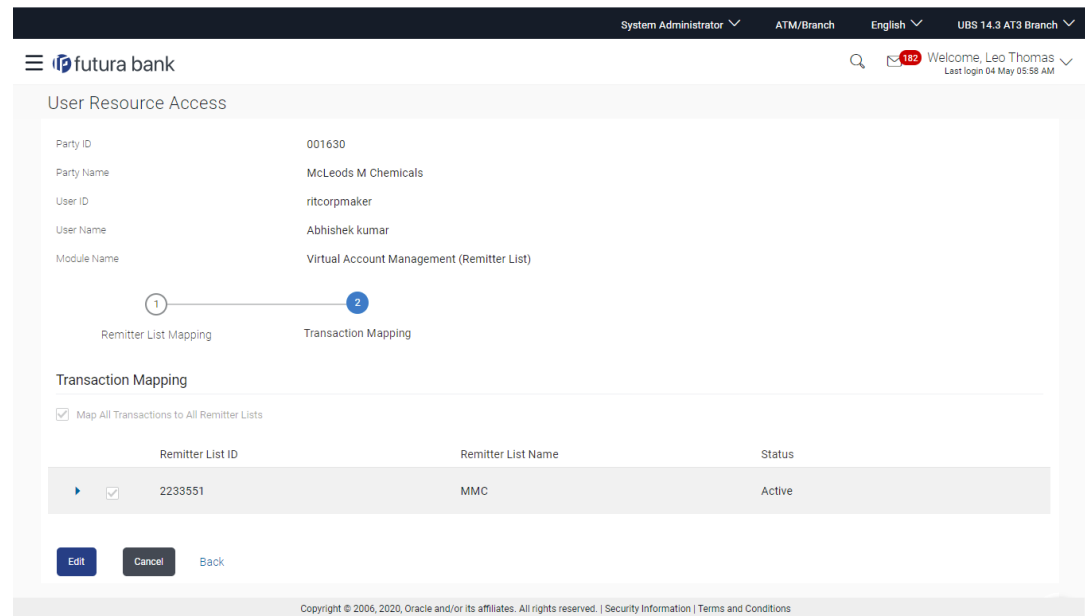 System Administrator ATM/Branch English UBS 14.3 AT3 Branch
futura bank 182 Welcome, Leo Thomas
Last login 04 May 05:58 AM
User Resource Access
Party ID 001630
Party Name McLeods M Chemicals
User ID ritcorpmaker
User Name Abhishek kumar
Module Name Virtual Account Management (Remitter List)
1 2
Remitter List Mapping Transaction Mapping
Transaction Mapping
Map All Transactions to All Remitter Lists
Remitter List ID Remitter List Name Status
2233551 MMC Active
Edit Cancel Back
Copyright © 2006, 2020, Oracle and/or its affiliates. All rights reserved. | Security Information | Terms and Conditions